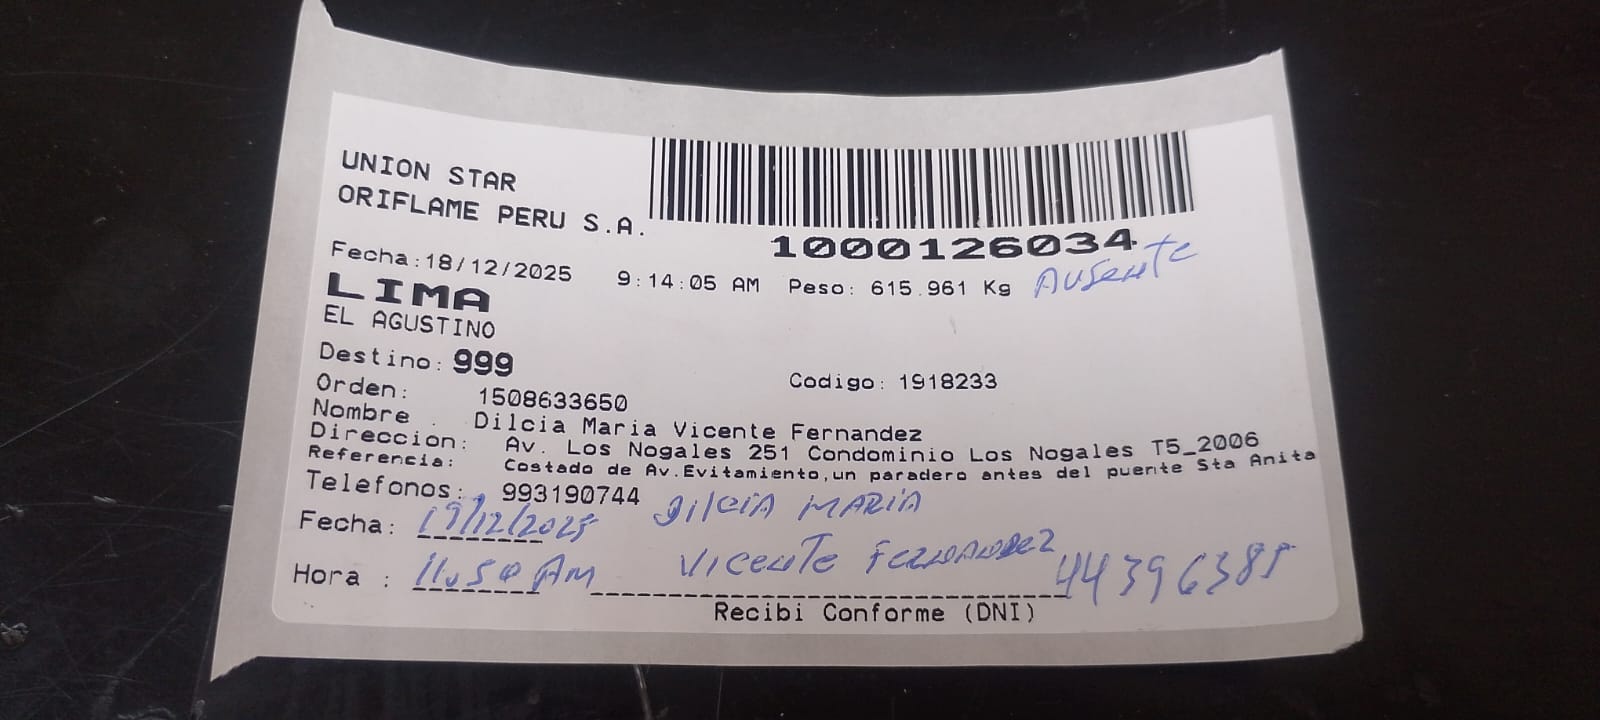 UNION STAR
ORIFLAME PERU S.A.
1000126034
Fecha:18/12/2025 9:14:05 AM Peso: 615.961 Kg Ausente
LIMA
EL AGUSTINO
Destino: 999
Codigo: 1918233
Orden: 1508633650
Nombre . Dilcia Maria Vicente Fernandez
Direccion: Av. Los Nogales 251 Condominio Los Nogales T5_2006
Referencia: Costado de Av.Evitamiento,un paradero antes del puente Sta Anita
Telefonos: 993190744 Dilcia MARIA
Fecha: 19/12/2025
Vicente Fernandez
Hora : 11:50 AM
Recibi Conforme (DNI)